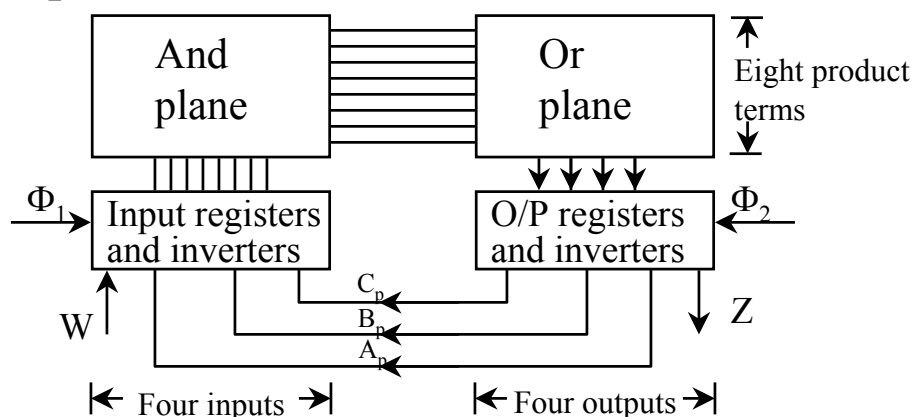 And
plane
Or
plane
Eight product
terms
Φ1
Input registers
and inverters
O/P registers
and inverters
Φ2
W
Cp
Bp
Ap
Z
Four inputs
Four outputs